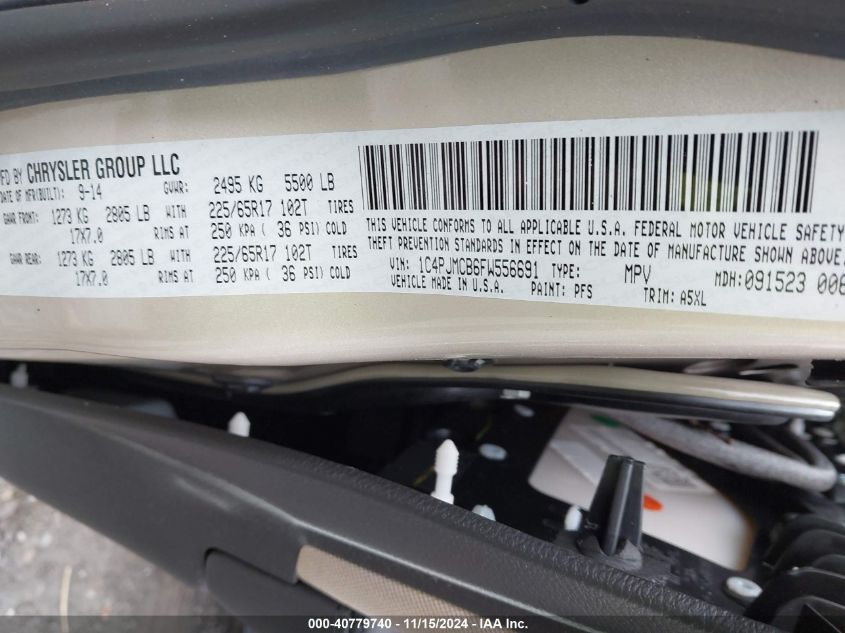 MFD BY CHRYSLER GROUP LLC
DATE OF MFR(BUILT): 9-14 GVWR: 2495 KG 5500 LB
GAWR FRONT: 1273 KG 2805 LB WITH 225/65R17 102T TIRES
17X7.0 RIMS AT 250 KPA ( 36 PSI) COLD
GAWR REAR: 1273 KG 2805 LB WITH 225/65R17 102T TIRES
17X7.0 RIMS AT 250 KPA ( 36 PSI) COLD
THIS VEHICLE CONFORMS TO ALL APPLICABLE U.S.A. FEDERAL MOTOR VEHICLE SAFETY
THEFT PREVENTION STANDARDS IN EFFECT ON THE DATE OF MANUFACTURE SHOWN ABOVE.
VIN: 1C4PJMCB6FW556691 TYPE: MPV MDH:091523 006
VEHICLE MADE IN U.S.A. PAINT: PFS TRIM: A5XL
000-40779740 - 11/15/2024 - IAA Inc.